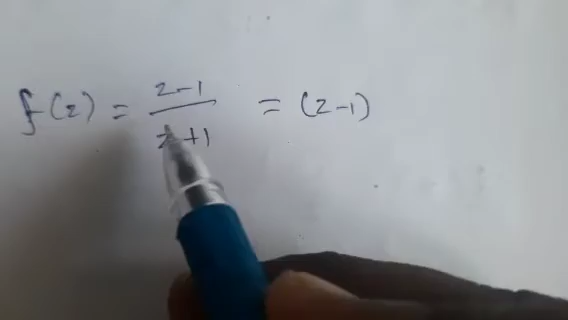 f(z) = z-1 / z+1 = (z-1)